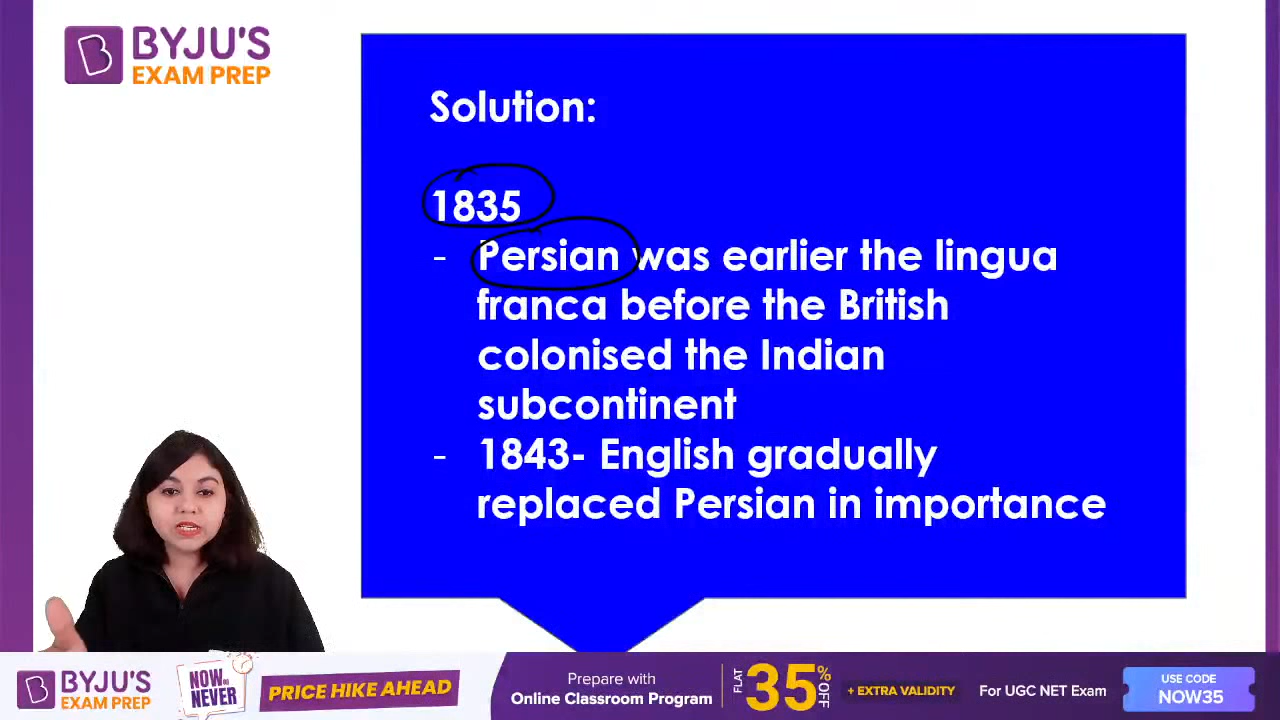 BYJU'S
EXAM PREP
Solution:
1835
- Persian was earlier the lingua
franca before the British
colonised the Indian
subcontinent
- 1843- English gradually
replaced Persian in importance
BYJU'S
EXAM PREP
NOW OR
NEVER
PRICE HIKE AHEAD
Prepare with
Online Classroom Program
FLAT
35% OFF
+ EXTRA VALIDITY
For UGC NET Exam
USE CODE
NOW35